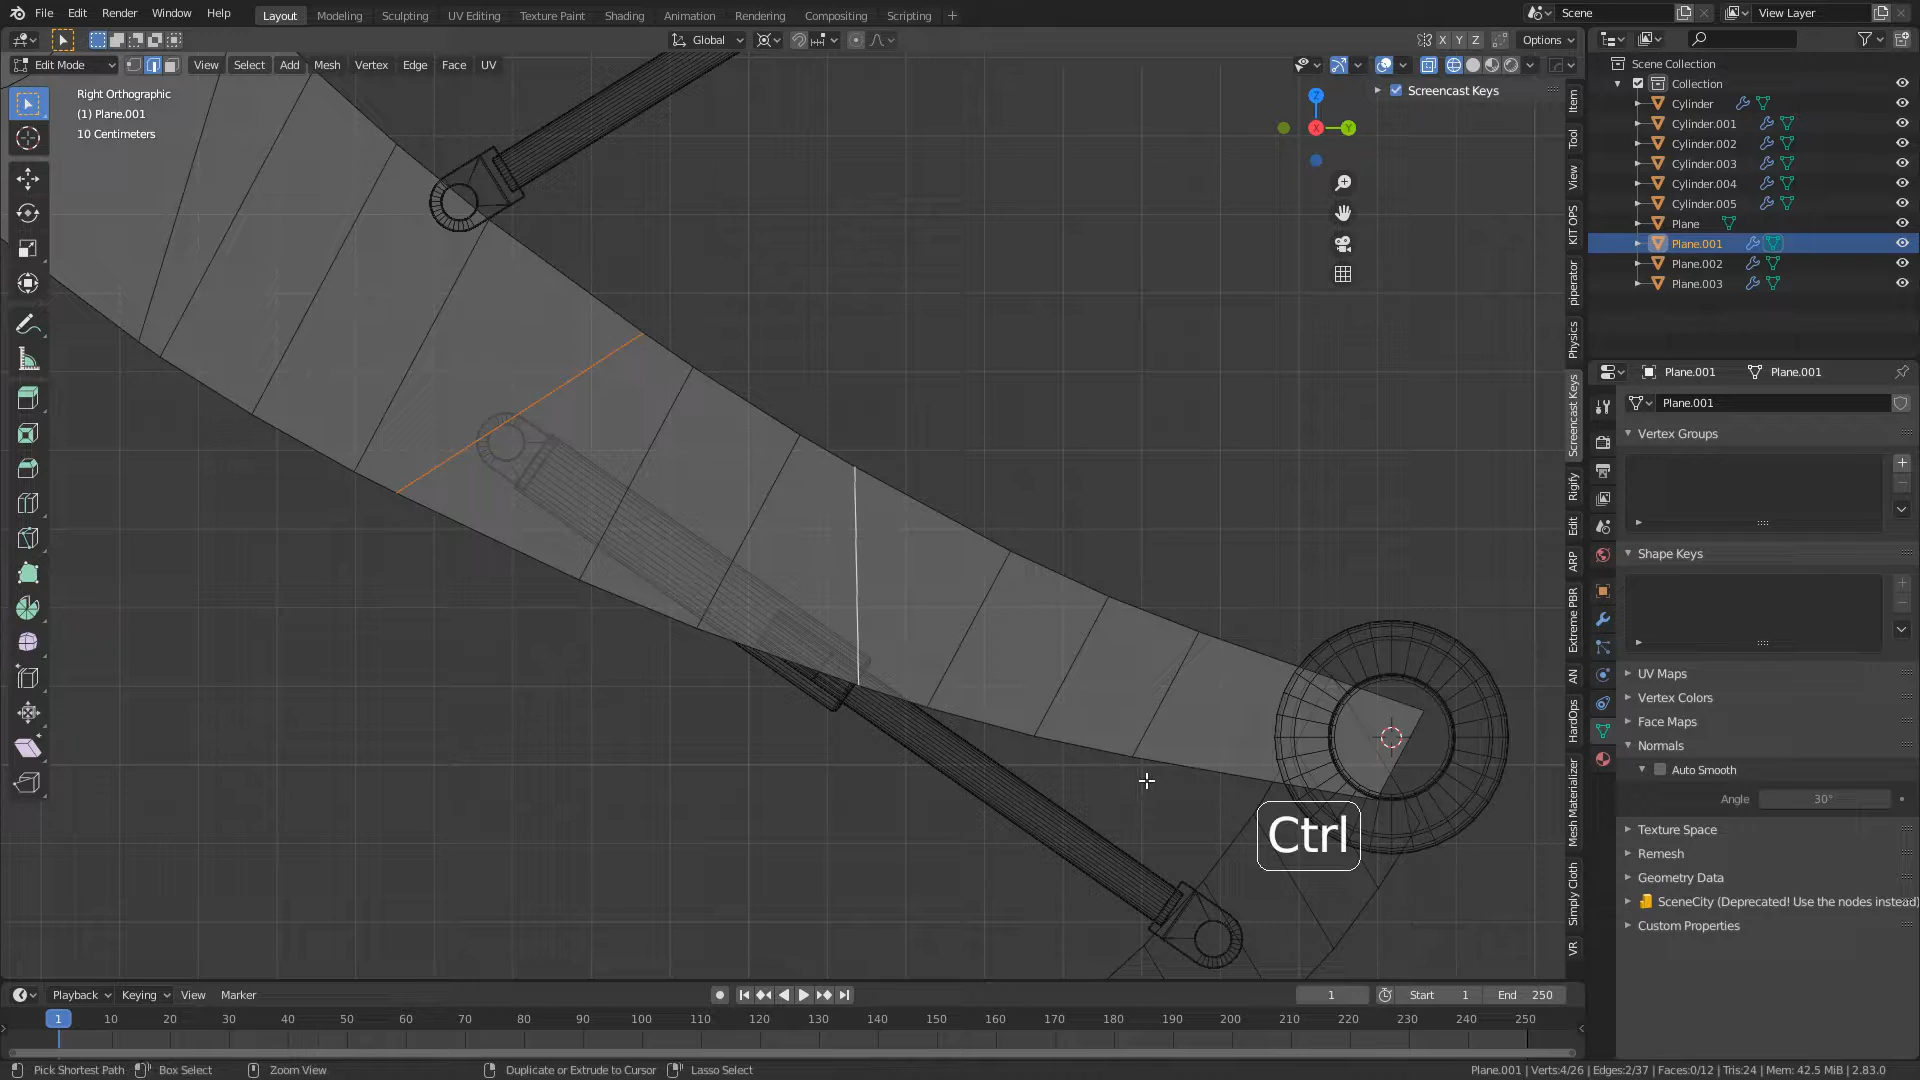 File Edit Render Window Help Layout Modeling Sculpting UV Editing Texture Paint Shading Animation Rendering Compositing Scripting + Scene View Layer
Global X Y Z Options
Edit Mode View Select Add Mesh Vertex Edge Face UV
Right Orthographic
(1) Plane.001
10 Centimeters
Screencast Keys
Z
X
Y
Item
Tool
View
KIT OPS
piperator
Physics
Screencast Keys
Rigify
Edit
ARP
Extreme PBR
AN
HardOps
Mesh Materializer
Simply Cloth
VR
Ctrl
Scene Collection
Collection
Cylinder
Cylinder.001
Cylinder.002
Cylinder.003
Cylinder.004
Cylinder.005
Plane
Plane.001
Plane.002
Plane.003
Plane.001 Plane.001
Plane.001
Vertex Groups
Shape Keys
UV Maps
Vertex Colors
Face Maps
Normals
Auto Smooth
Angle 30°
Texture Space
Remesh
Geometry Data
SceneCity (Deprecated! Use the nodes instead)
Custom Properties
Playback Keying View Marker 1 Start 1 End 250
1 10 20 30 40 50 60 70 80 90 100 110 120 130 140 150 160 170 180 190 200 210 220 230 240 250
Pick Shortest Path Box Select Zoom View Duplicate or Extrude to Cursor Lasso Select Plane.001 | Verts:4/26 | Edges:2/37 | Faces:0/12 | Tris:24 | Mem: 42.5 MiB | 2.83.0